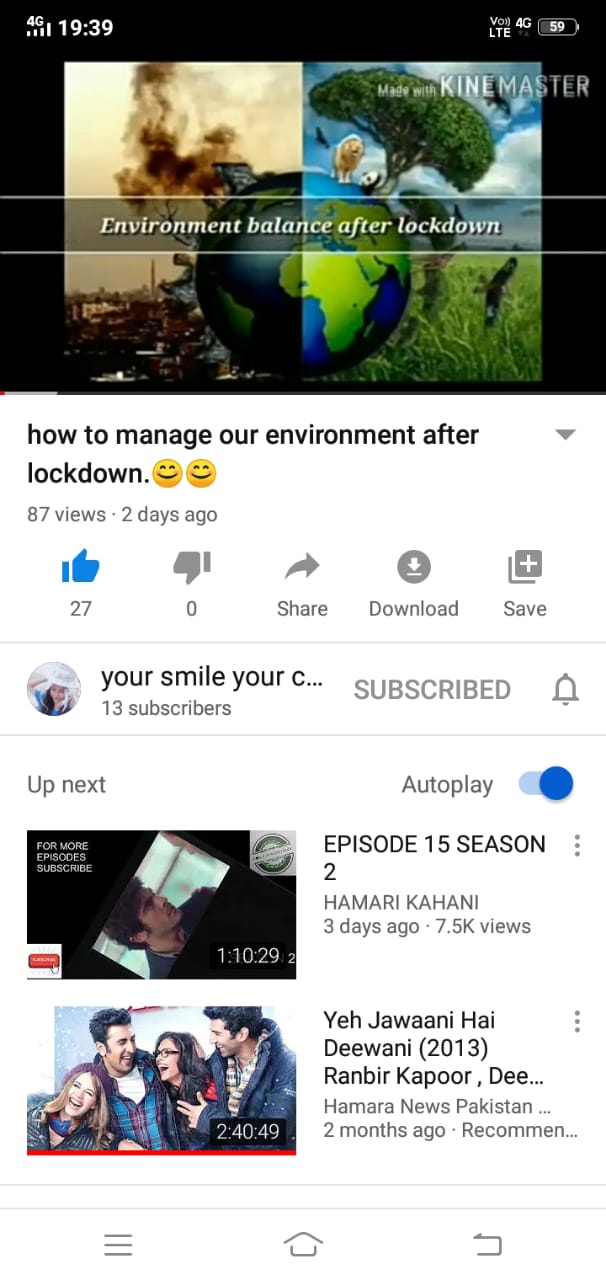 4G 19:39 Vo)) 4G 59
LTE
Made with KINEMASTER
Environment balance after lockdown
how to manage our environment after
lockdown.😊😊
87 views · 2 days ago
27 0 Share Download Save
your smile your c... SUBSCRIBED
13 subscribers
Up next Autoplay
FOR MORE
EPISODES
SUBSCRIBE
SUBSCRIBE
1:10:29 2
EPISODE 15 SEASON
2
HAMARI KAHANI
3 days ago · 7.5K views
2:40:49
Yeh Jawaani Hai
Deewani (2013)
Ranbir Kapoor , Dee...
Hamara News Pakistan ...
2 months ago · Recommen...